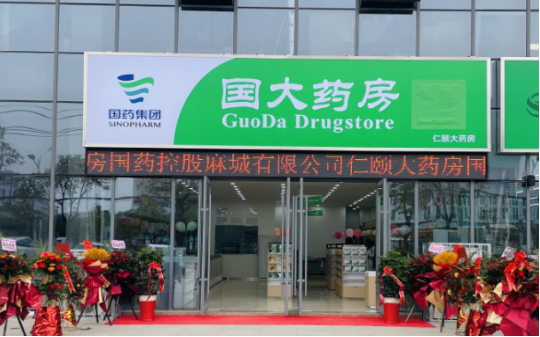 国药集团
SINOPHARM
国大药房
GuoDa Drugstore
仁颐大药房
房国药控股麻城有限公司仁颐大药房国